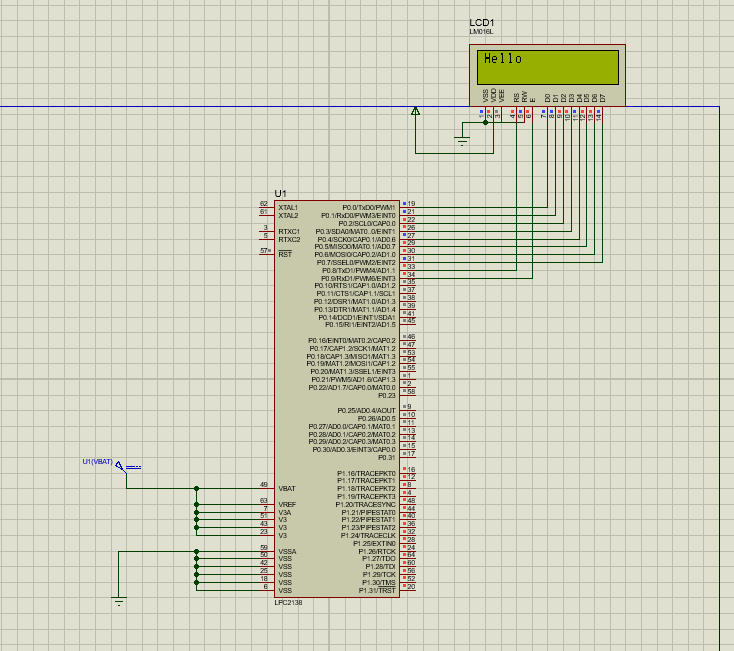 LCD1
LM016L
Hello
VSS VDD VEE RS RW E D0 D1 D2 D3 D4 D5 D6 D7
1 2 3 4 5 6 7 8 9 10 11 12 13 14
U1
62 XTAL1 P0.0/TxD0/PWM1 19
61 XTAL2 P0.1/RxD0/PWM3/EINT0 21
P0.2/SCL0/CAP0.0 22
3 RTXC1 P0.3/SDA0/MAT0.0/EINT1 26
5 RTXC2 P0.4/SCK0/CAP0.1/AD0.6 27
P0.5/MISO0/MAT0.1/AD0.7 29
57 RST P0.6/MOSI0/CAP0.2/AD1.0 30
P0.7/SSEL0/PWM2/EINT2 31
P0.8/TxD1/PWM4/AD1.1 33
P0.9/RxD1/PWM6/EINT3 34
P0.10/RTS1/CAP1.0/AD1.2 35
P0.11/CTS1/CAP1.1/SCL1 37
P0.12/DSR1/MAT1.0/AD1.3 38
P0.13/DTR1/MAT1.1/AD1.4 39
P0.14/DCD1/EINT1/SDA1 41
P0.15/RI1/EINT2/AD1.5 45
P0.16/EINT0/MAT0.2/CAP0.2 46
P0.17/CAP1.2/SCK1/MAT1.2 47
P0.18/CAP1.3/MISO1/MAT1.3 53
P0.19/MAT1.2/MOSI1/CAP1.2 54
P0.20/MAT1.3/SSEL1/EINT3 55
P0.21/PWM5/AD1.6/CAP1.3 1
P0.22/AD1.7/CAP0.0/MAT0.0 2
P0.23 58
P0.25/AD0.4/AOUT 9
P0.26/AD0.5 10
P0.27/AD0.0/CAP0.1/MAT0.1 11
P0.28/AD0.1/CAP0.2/MAT0.2 13
P0.29/AD0.2/CAP0.3/MAT0.3 14
P0.30/AD0.3/EINT3/CAP0.0 15
P0.31 17
U1(VBAT)
P1.16/TRACEPKT0 16
P1.17/TRACEPKT1 12
49 VBAT P1.18/TRACEPKT2 8
P1.19/TRACEPKT3 4
63 VREF P1.20/TRACESYNC 48
7 V3A P1.21/PIPESTAT0 44
51 V3 P1.22/PIPESTAT1 40
43 V3 P1.23/PIPESTAT2 36
23 V3 P1.24/TRACECLK 32
P1.25/EXTIN0 28
59 VSSA P1.26/RTCK 24
50 VSS P1.27/TDO 64
42 VSS P1.28/TDI 60
25 VSS P1.29/TCK 56
18 VSS P1.30/TMS 52
6 VSS P1.31/TRST 20
LPC2138